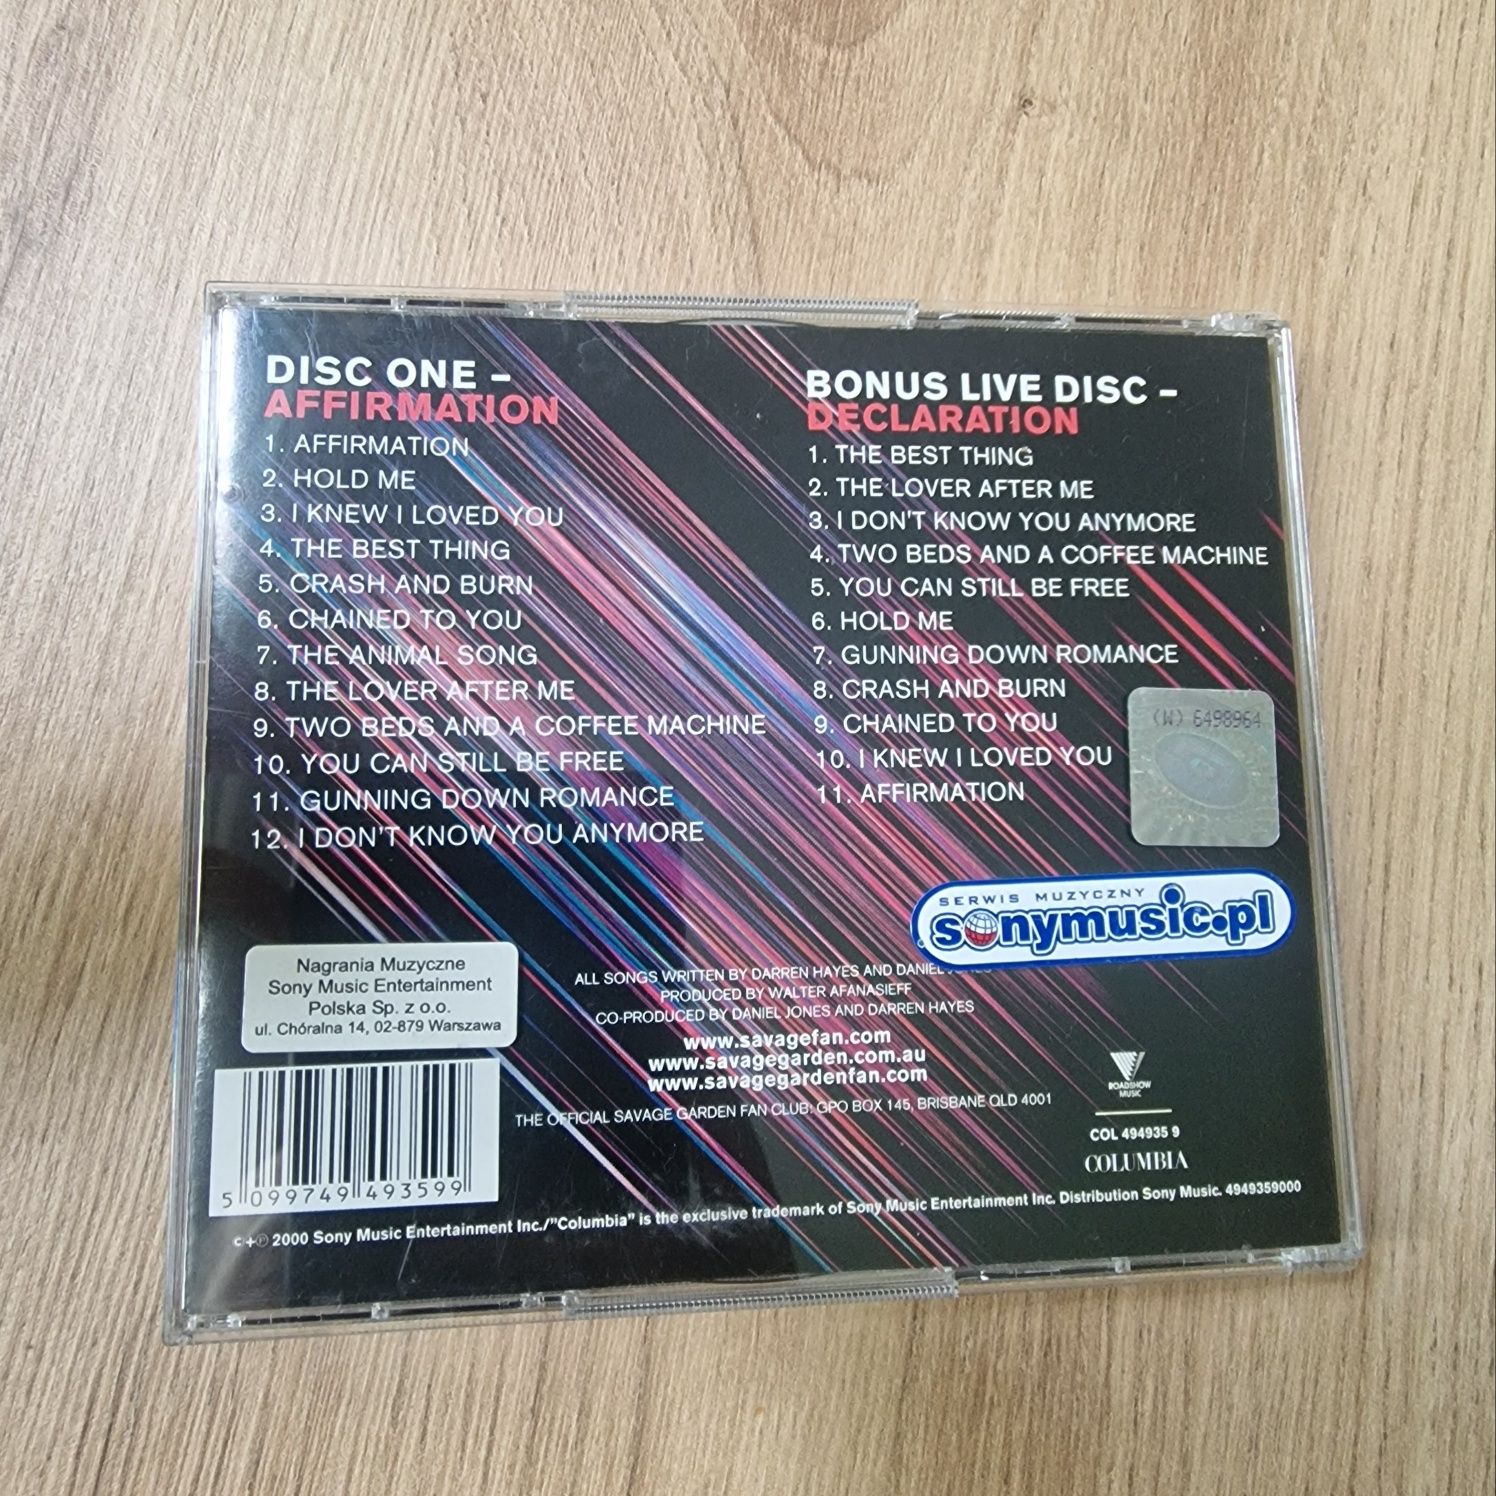 DISC ONE –
AFFIRMATION
1. AFFIRMATION
2. HOLD ME
3. I KNEW I LOVED YOU
4. THE BEST THING
5. CRASH AND BURN
6. CHAINED TO YOU
7. THE ANIMAL SONG
8. THE LOVER AFTER ME
9. TWO BEDS AND A COFFEE MACHINE
10. YOU CAN STILL BE FREE
11. GUNNING DOWN ROMANCE
12. I DON'T KNOW YOU ANYMORE
BONUS LIVE DISC –
DECLARATION
1. THE BEST THING
2. THE LOVER AFTER ME
3. I DON'T KNOW YOU ANYMORE
4. TWO BEDS AND A COFFEE MACHINE
5. YOU CAN STILL BE FREE
6. HOLD ME
7. GUNNING DOWN ROMANCE
8. CRASH AND BURN
9. CHAINED TO YOU
10. I KNEW I LOVED YOU
11. AFFIRMATION
(W) 6498964
SERWIS MUZYCZNY
sonymusic.pl
Nagrania Muzyczne
Sony Music Entertainment
Polska Sp. z o.o.
ul. Chóralna 14, 02-879 Warszawa
ALL SONGS WRITTEN BY DARREN HAYES AND DANIEL JONES
PRODUCED BY WALTER AFANASIEFF
CO-PRODUCED BY DANIEL JONES AND DARREN HAYES
www.savagefan.com
www.savagegarden.com.au
www.savagegardenfan.com
THE OFFICIAL SAVAGE GARDEN FAN CLUB: GPO BOX 145, BRISBANE QLD 4001
ROADSHOW
MUSIC
COL 494935 9
COLUMBIA
5 099749 493599
©+℗ 2000 Sony Music Entertainment Inc./"Columbia" is the exclusive trademark of Sony Music Entertainment Inc. Distribution Sony Music. 4949359000